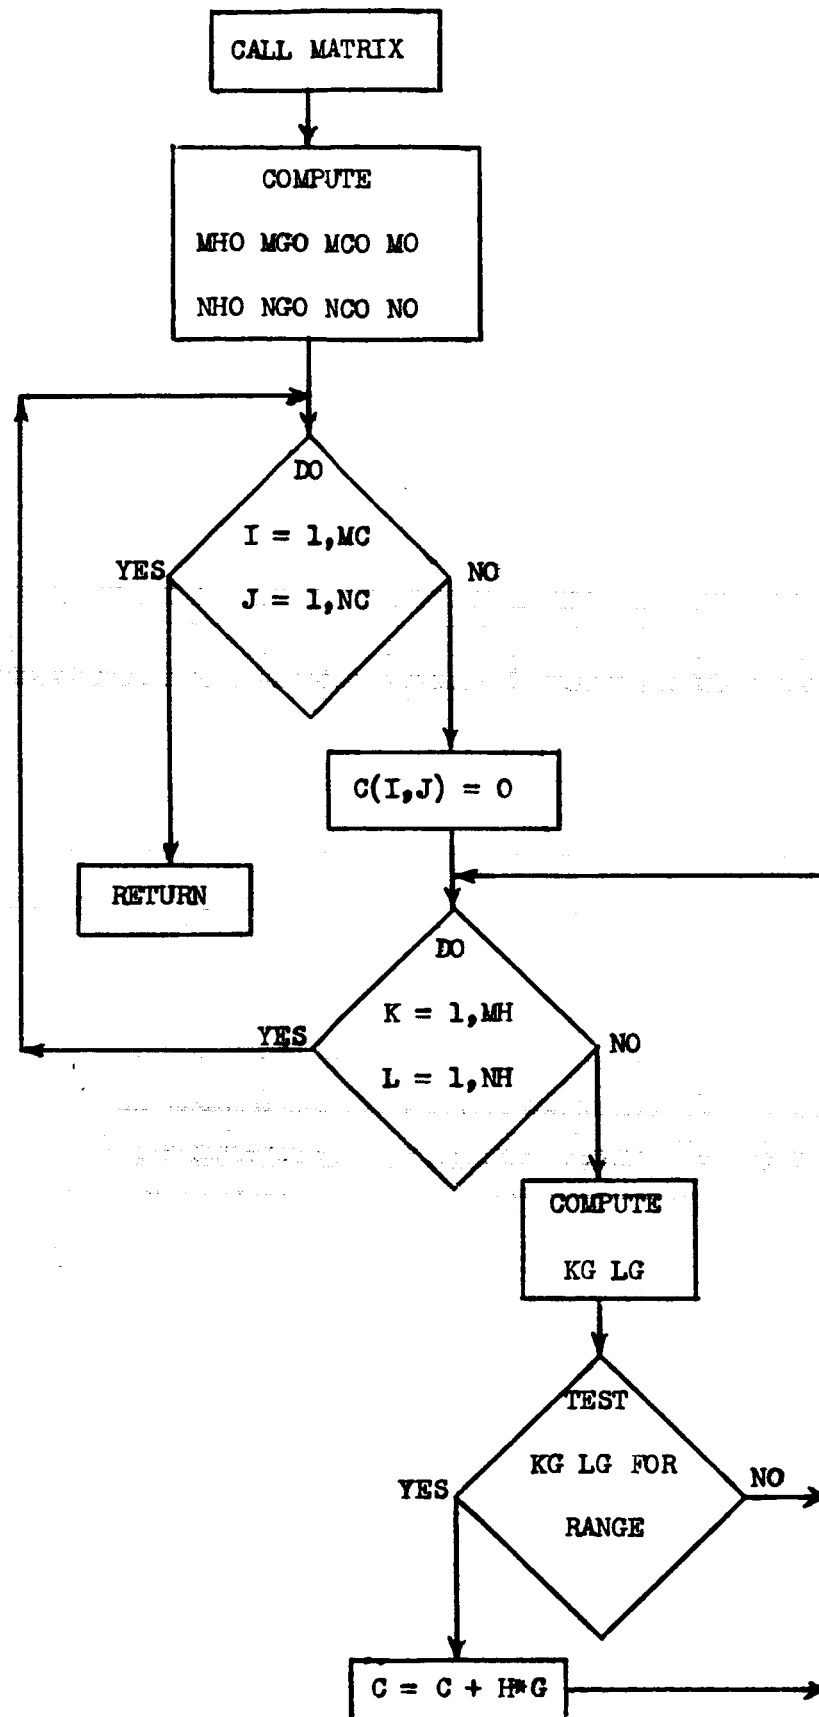 CALL MATRIX
COMPUTE
MHO MGO MCO MO
NHO NGO NCO NO
DO
I = 1,MC
YES
NO
J = 1,NC
C(I,J) = 0
RETURN
DO
K = 1,MH
YES
NO
L = 1,NH
COMPUTE
KG LG
TEST
KG LG FOR
YES
NO
RANGE
C = C + H*G